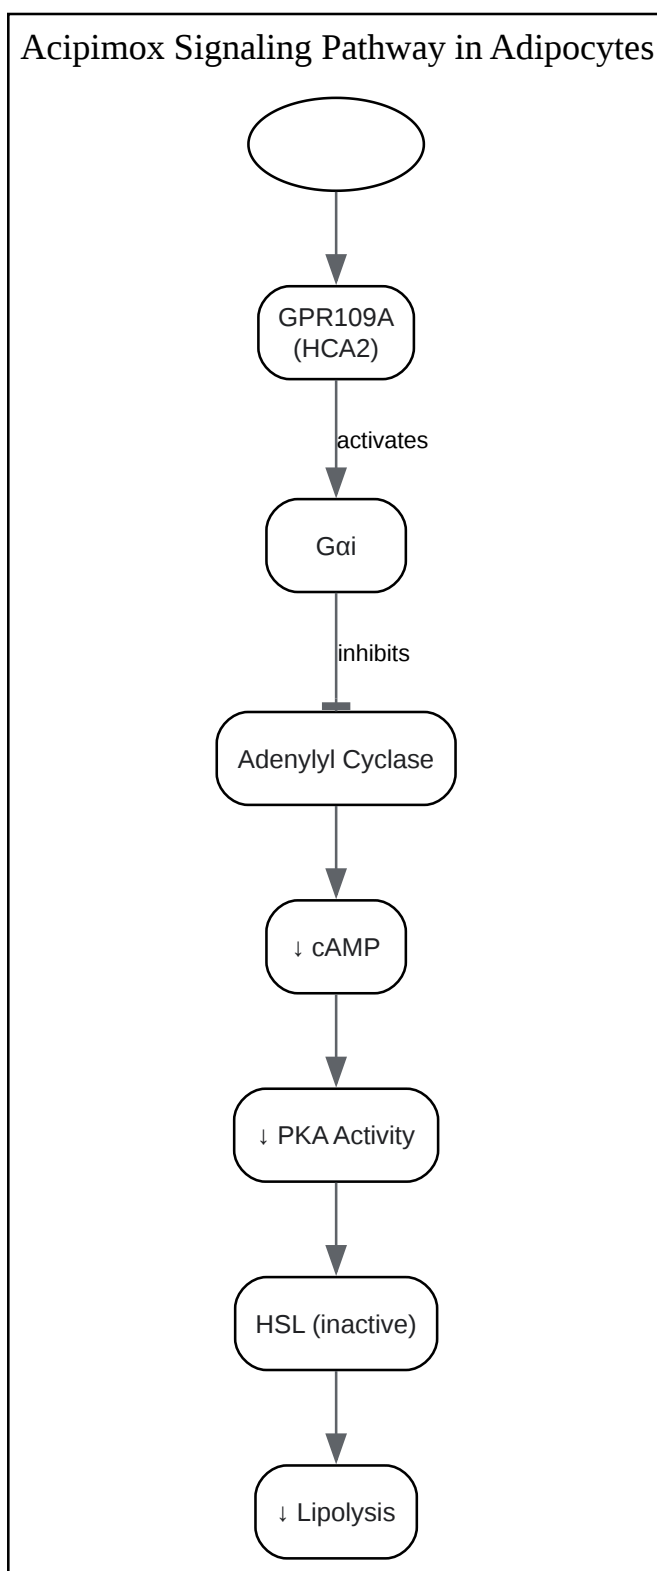 Acipimox Signaling Pathway in Adipocytes
GPR109A
(HCA2)
activates
Gαi
inhibits
Adenylyl Cyclase
↓ cAMP
↓ PKA Activity
HSL (inactive)
↓ Lipolysis